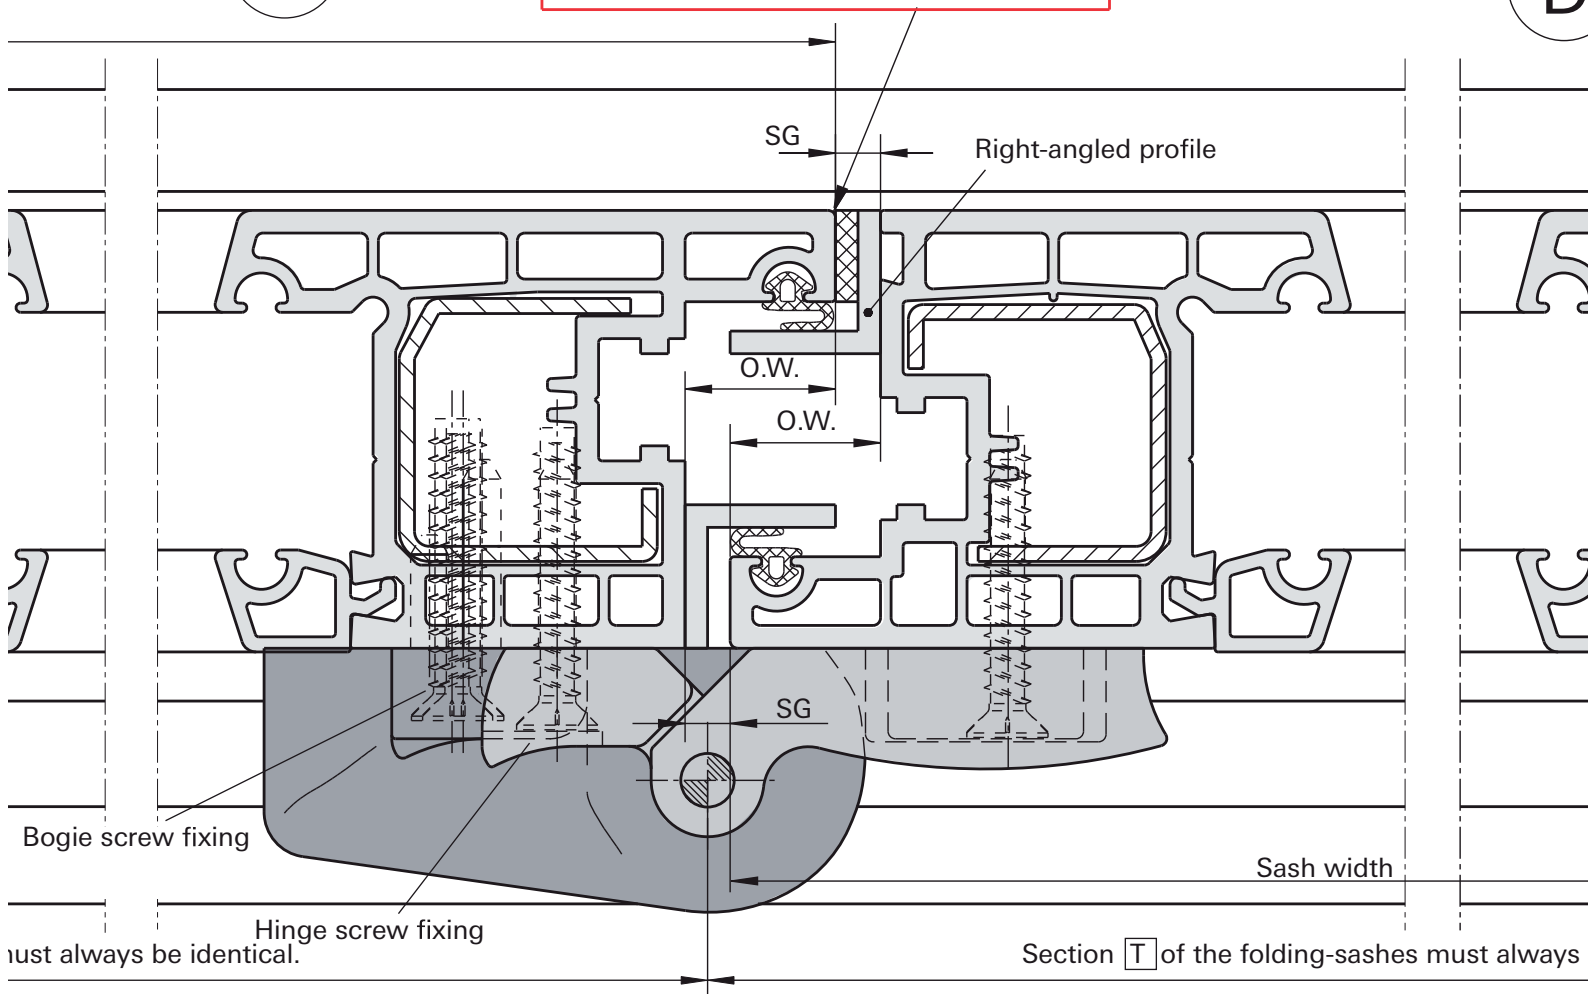 SG
Right-angled profile
O.W.
O.W.
SG
Bogie screw fixing
Sash width
Hinge screw fixing
must always be identical.
Section T of the folding-sashes must always